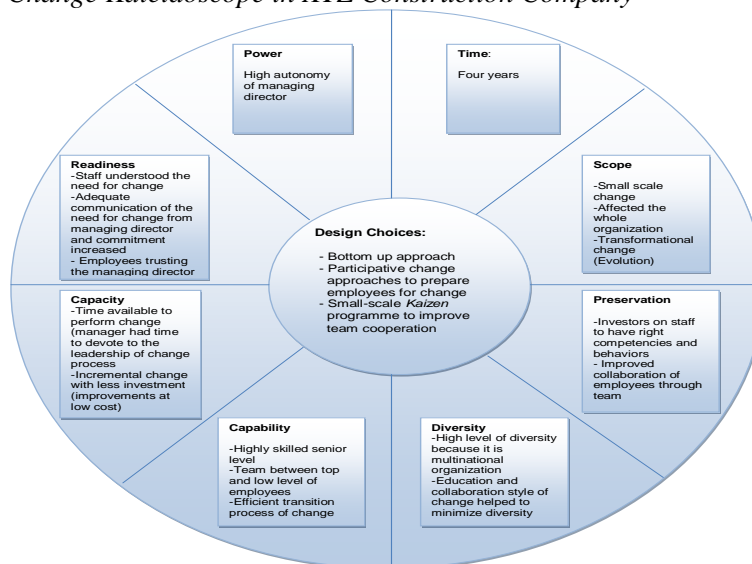 Change Kaleidoscope in XYZ Construction Company
Power
High autonomy
of managing
director
Time:
Four years
Readiness
-Staff understood the
need for change
-Adequate
communication of the
need for change from
managing director
and commitment
increased
- Employees trusting
the managing director
Scope
-Small scale
change
-Affected the
whole
organization
-Transformational
change
(Evolution)
Design Choices:
- Bottom up approach
- Participative change
approaches to prepare
employees for change
- Small-scale Kaizen
programme to improve
team cooperation
Capacity
-Time available to
perform change
(manager had time
to devote to the
leadership of change
process
-Incremental change
with less investment
(improvements at
low cost)
Preservation
-Investors on staff
to have right
competencies and
behaviors
- Improved
collaboration of
employees through
team
Capability
-Highly skilled senior
level
-Team between top
and low level of
employees
-Efficient transition
process of change
Diversity
-High level of diversity
because it is
multinational
organization
-Education and
collaboration style of
change helped to
minimize diversity